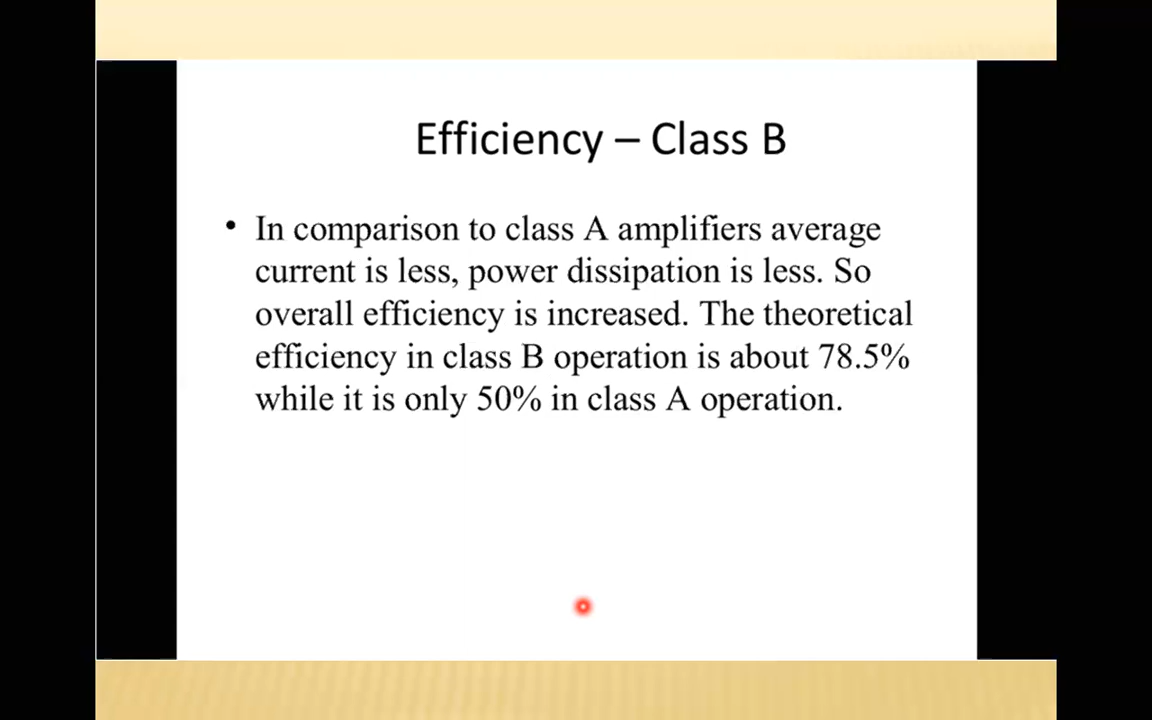 Efficiency – Class B
• In comparison to class A amplifiers average
current is less, power dissipation is less. So
overall efficiency is increased. The theoretical
efficiency in class B operation is about 78.5%
while it is only 50% in class A operation.